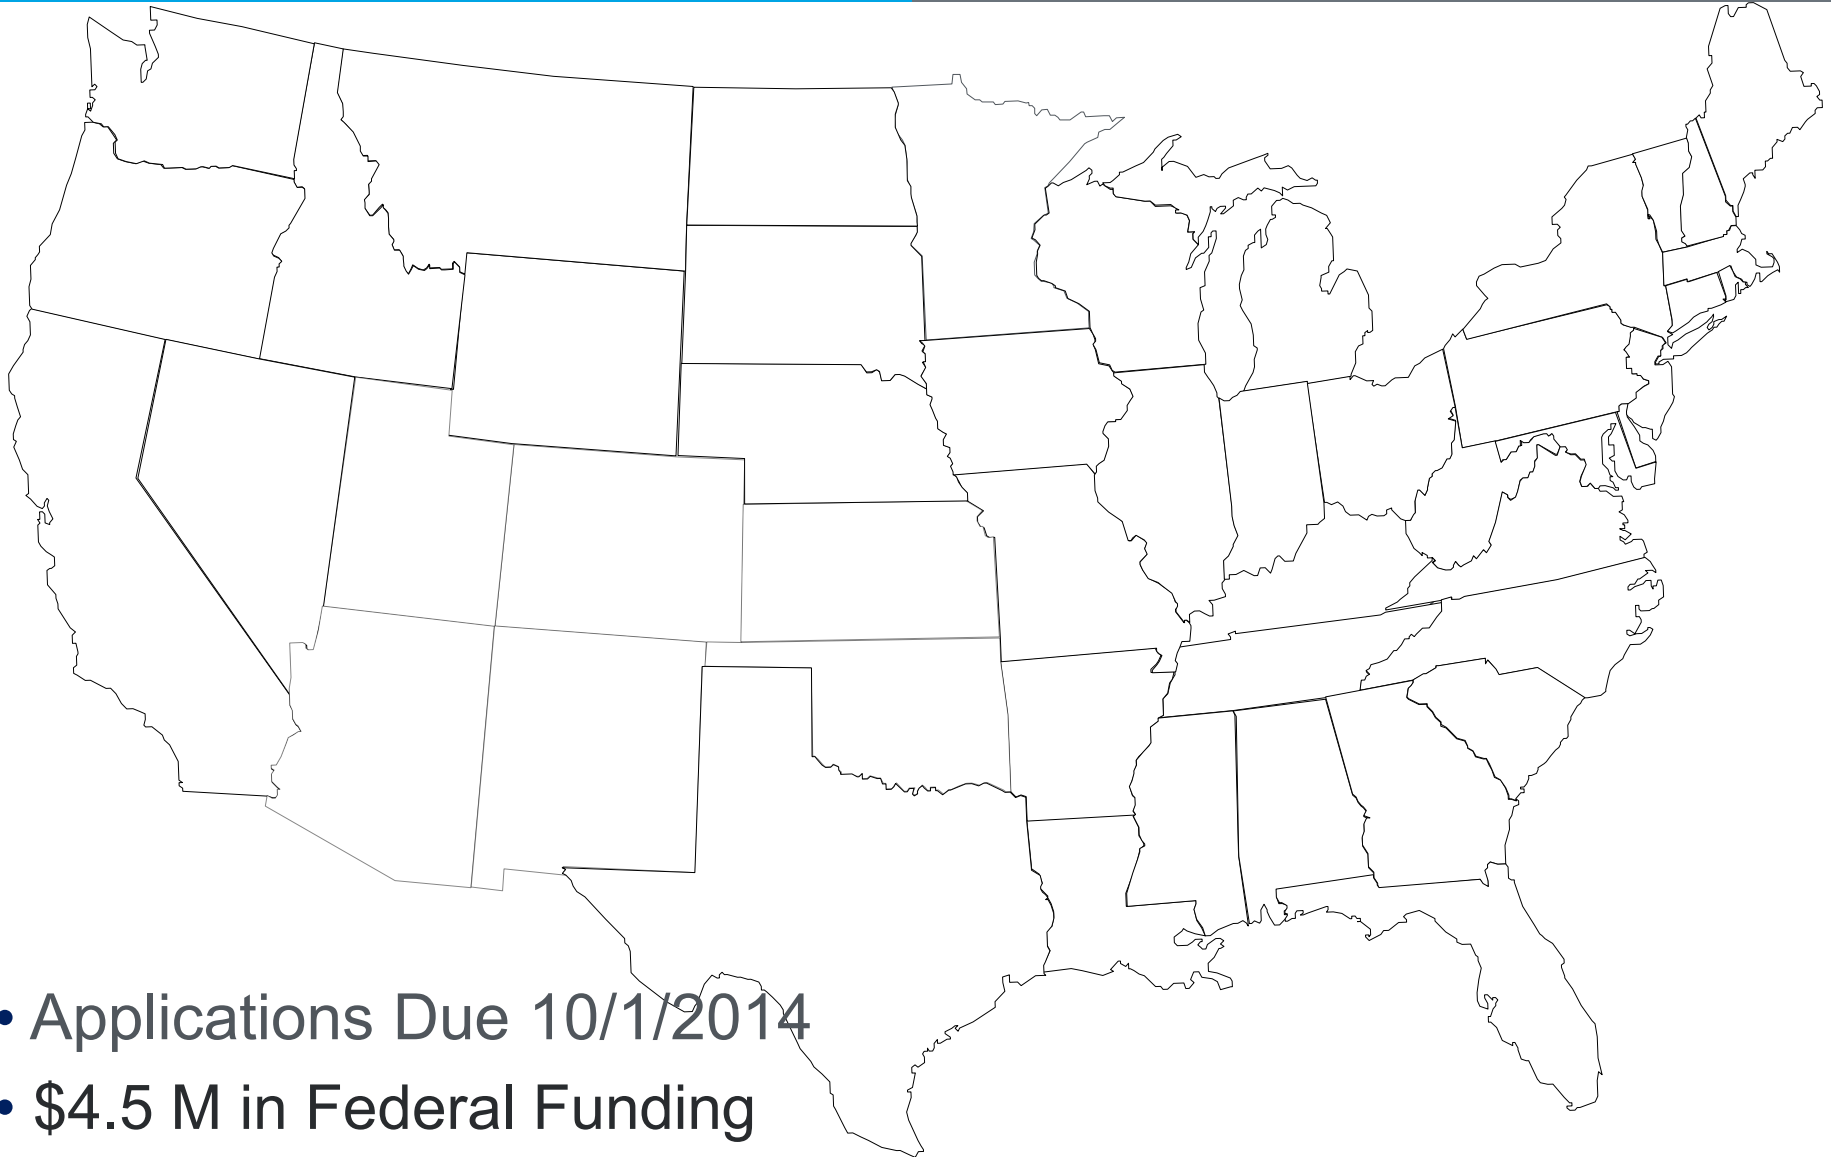 • Applications Due 10/1/2014
• $4.5 M in Federal Funding